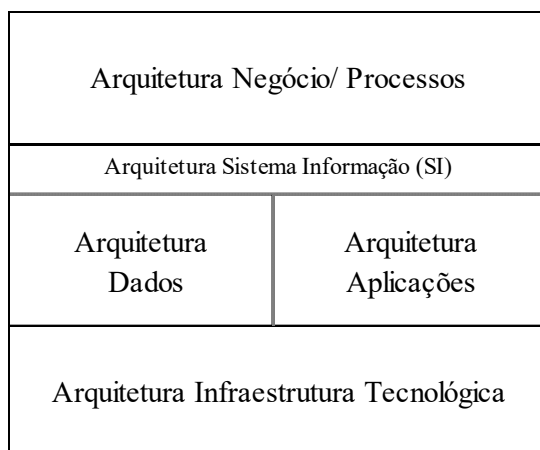 Arquitetura Negócio/ Processos
Arquitetura Sistema Informação (SI)
Arquitetura
Dados
Arquitetura
Aplicações
Arquitetura Infraestrutura Tecnológica